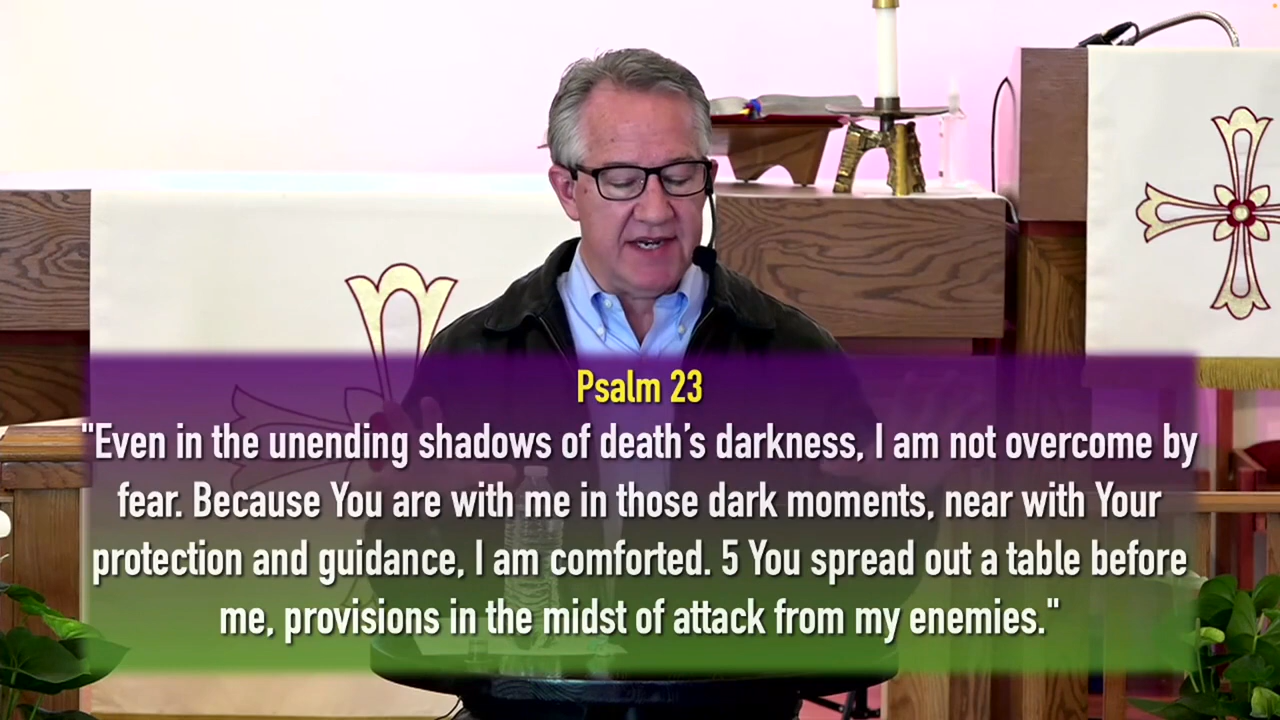 Psalm 23
"Even in the unending shadows of death’s darkness, I am not overcome by
fear. Because You are with me in those dark moments, near with Your
protection and guidance, I am comforted. 5 You spread out a table before
me, provisions in the midst of attack from my enemies."